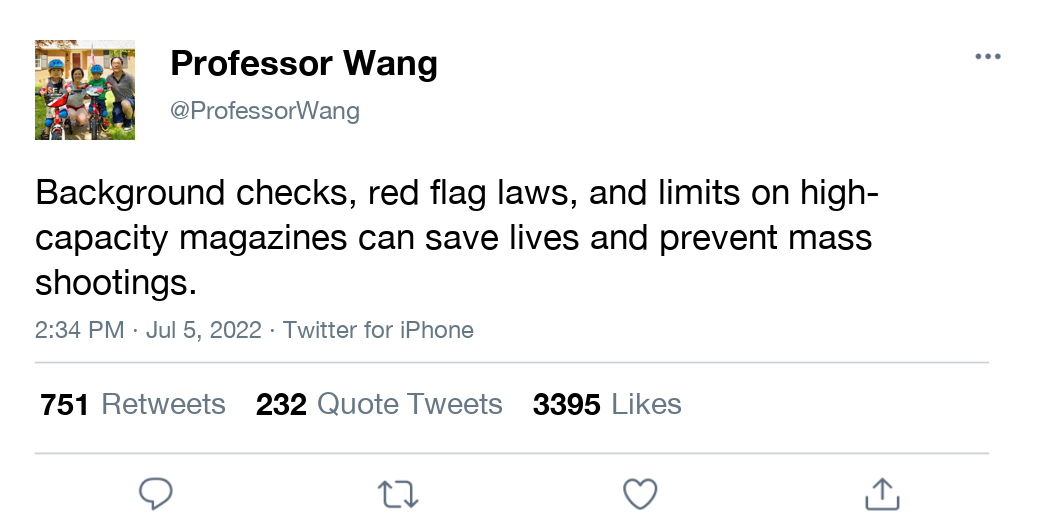 Professor Wang
@ProfessorWang
Background checks, red flag laws, and limits on high-
capacity magazines can save lives and prevent mass
shootings.
2:34 PM · Jul 5, 2022 · Twitter for iPhone
751 Retweets 232 Quote Tweets 3395 Likes